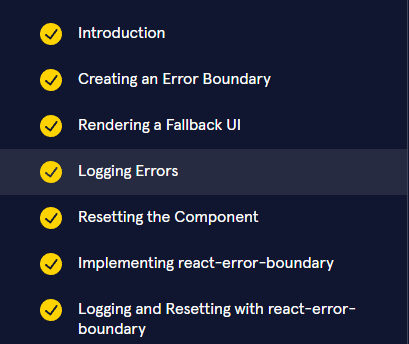 Introduction
Creating an Error Boundary
Rendering a Fallback UI
Logging Errors
Resetting the Component
Implementing react-error-boundary
Logging and Resetting with react-error-
boundary